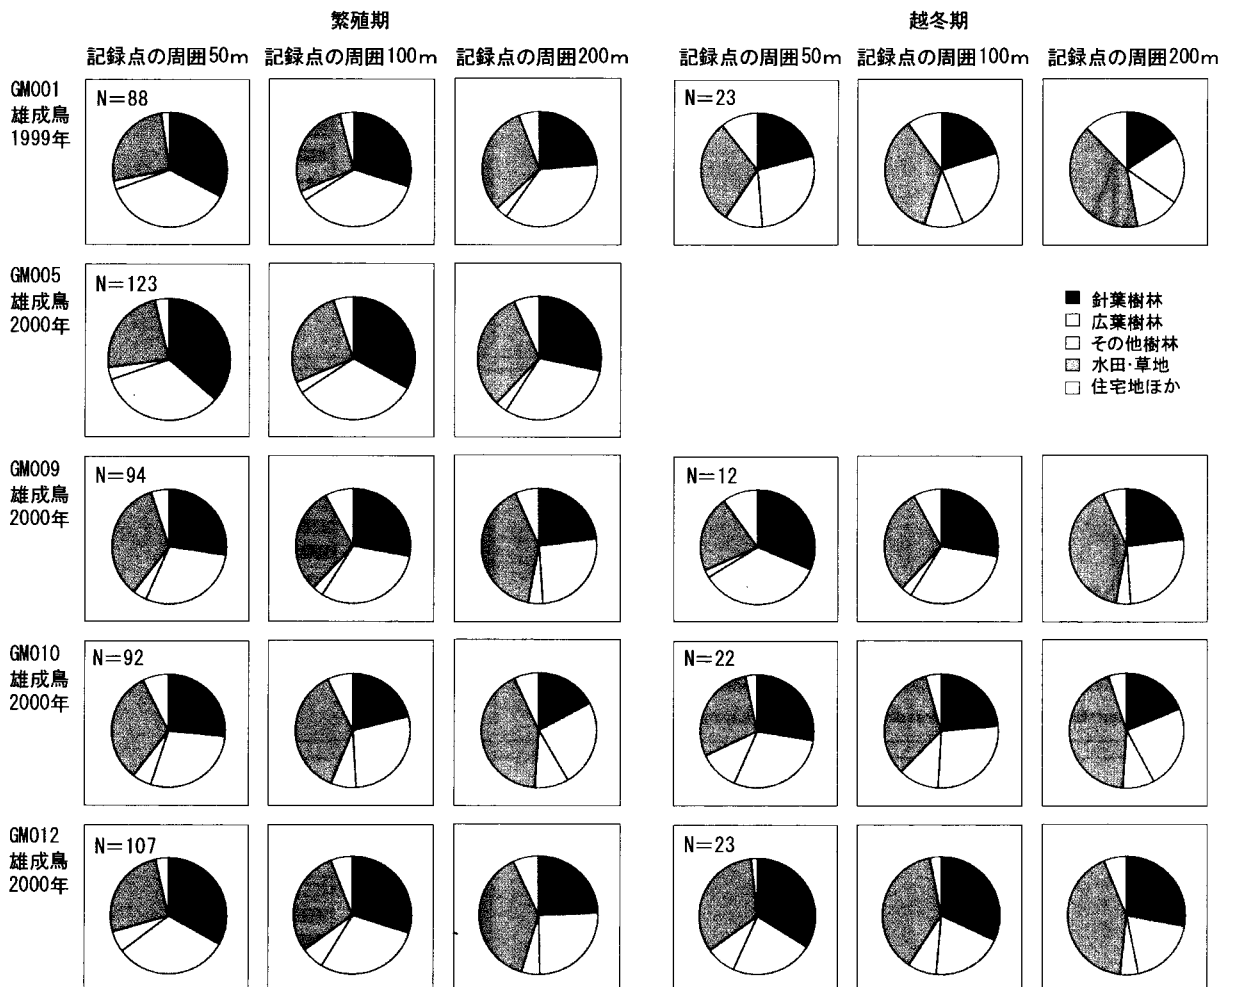 繁殖期
越冬期
記録点の周囲50m 記録点の周囲100m 記録点の周囲200m 記録点の周囲50m 記録点の周囲100m 記録点の周囲200m
GM001
雄成鳥
1999年
N=88
N=23
GM005
雄成鳥
2000年
N=123
針葉樹林
広葉樹林
その他樹林
水田・草地
住宅地ほか
GM009
雄成鳥
2000年
N=94
N=12
GM010
雄成鳥
2000年
N=92
N=22
GM012
雄成鳥
2000年
N=107
N=23